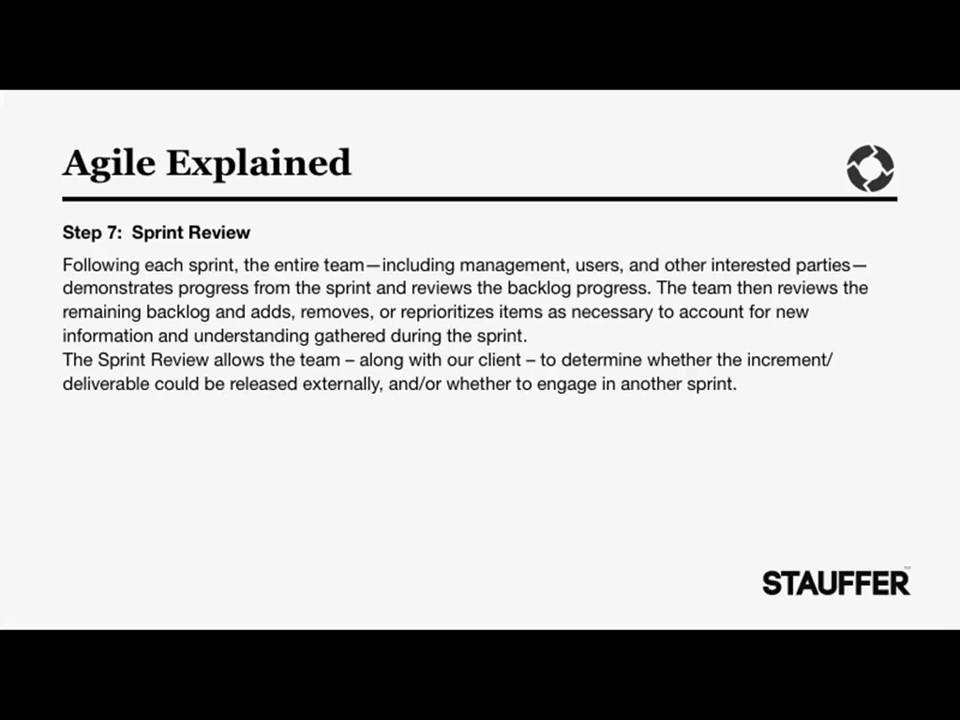 Agile Explained
Step 7:  Sprint Review
Following each sprint, the entire team—including management, users, and other interested parties—
demonstrates progress from the sprint and reviews the backlog progress. The team then reviews the
remaining backlog and adds, removes, or reprioritizes items as necessary to account for new
information and understanding gathered during the sprint.
The Sprint Review allows the team – along with our client – to determine whether the increment/
deliverable could be released externally, and/or whether to engage in another sprint.
STAUFFER™